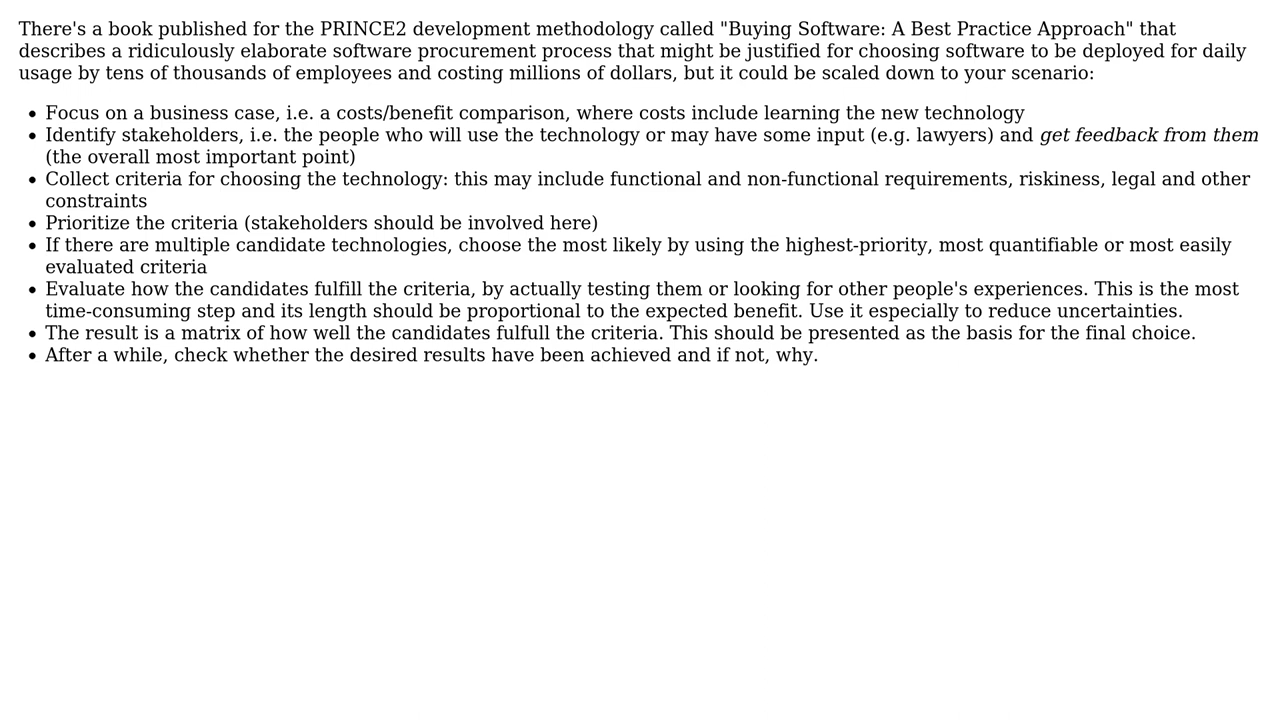 There's a book published for the PRINCE2 development methodology called "Buying Software: A Best Practice Approach" that
describes a ridiculously elaborate software procurement process that might be justified for choosing software to be deployed for daily
usage by tens of thousands of employees and costing millions of dollars, but it could be scaled down to your scenario:
• Focus on a business case, i.e. a costs/benefit comparison, where costs include learning the new technology
• Identify stakeholders, i.e. the people who will use the technology or may have some input (e.g. lawyers) and get feedback from them
(the overall most important point)
• Collect criteria for choosing the technology: this may include functional and non-functional requirements, riskiness, legal and other
constraints
• Prioritize the criteria (stakeholders should be involved here)
• If there are multiple candidate technologies, choose the most likely by using the highest-priority, most quantifiable or most easily
evaluated criteria
• Evaluate how the candidates fulfill the criteria, by actually testing them or looking for other people's experiences. This is the most
time-consuming step and its length should be proportional to the expected benefit. Use it especially to reduce uncertainties.
• The result is a matrix of how well the candidates fulfull the criteria. This should be presented as the basis for the final choice.
• After a while, check whether the desired results have been achieved and if not, why.